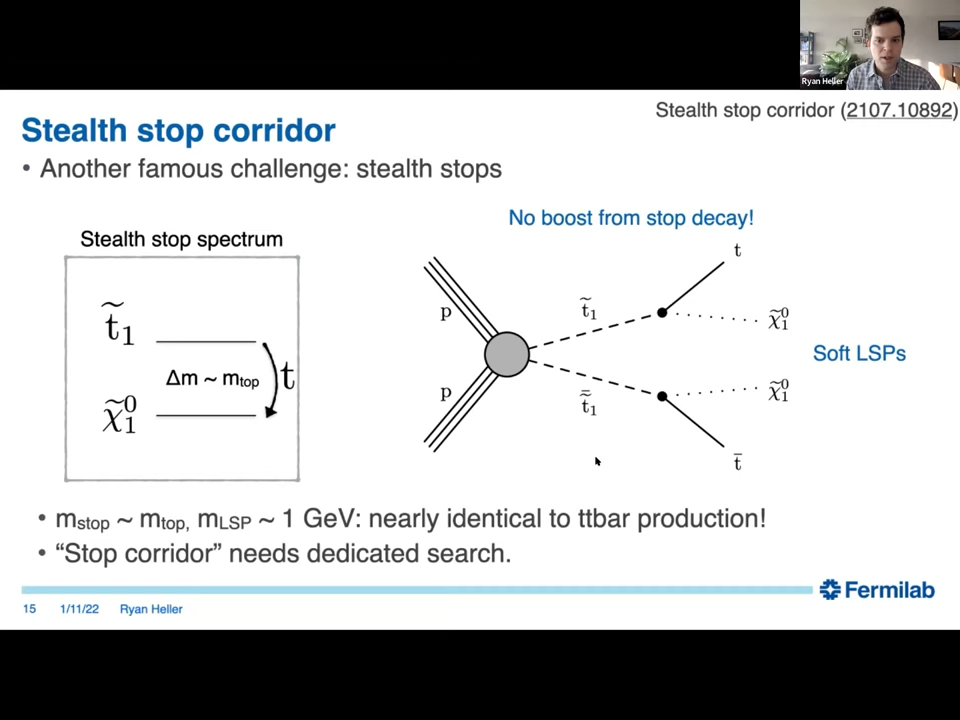 Ryan Heller
Stealth stop corridor (2107.10892)
Stealth stop corridor
• Another famous challenge: stealth stops
No boost from stop decay!
Stealth stop spectrum
t̃₁
Δm ~ mtop
t
χ̃⁰₁
p
p
t̃₁
t̃̄₁
t
χ̃⁰₁
χ̃⁰₁
t̄
Soft LSPs
• mstop ~ mtop, mLSP ~ 1 GeV: nearly identical to ttbar production!
• “Stop corridor” needs dedicated search.
Fermilab
15 1/11/22 Ryan Heller